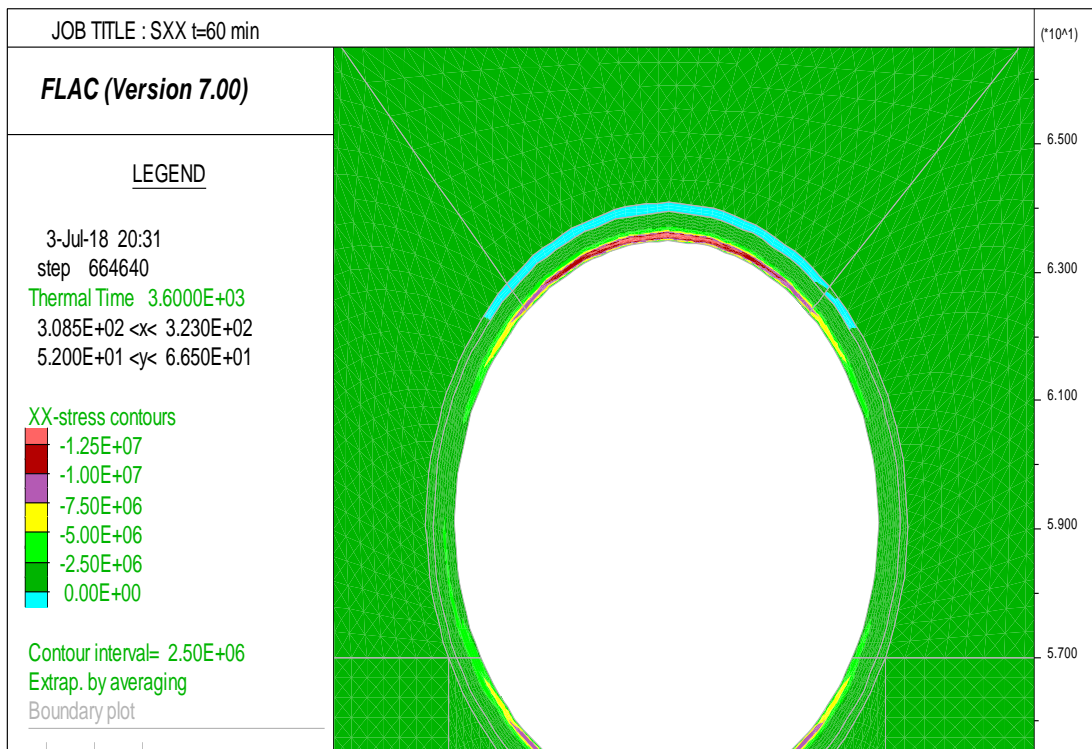 JOB TITLE : SXX t=60 min
(*10^1)
FLAC (Version 7.00)
LEGEND
3-Jul-18 20:31
step 664640
Thermal Time 3.6000E+03
3.085E+02 <x< 3.230E+02
5.200E+01 <y< 6.650E+01
XX-stress contours
-1.25E+07
-1.00E+07
-7.50E+06
-5.00E+06
-2.50E+06
0.00E+00
Contour interval= 2.50E+06
Extrap. by averaging
Boundary plot
6.500
6.300
6.100
5.900
5.700